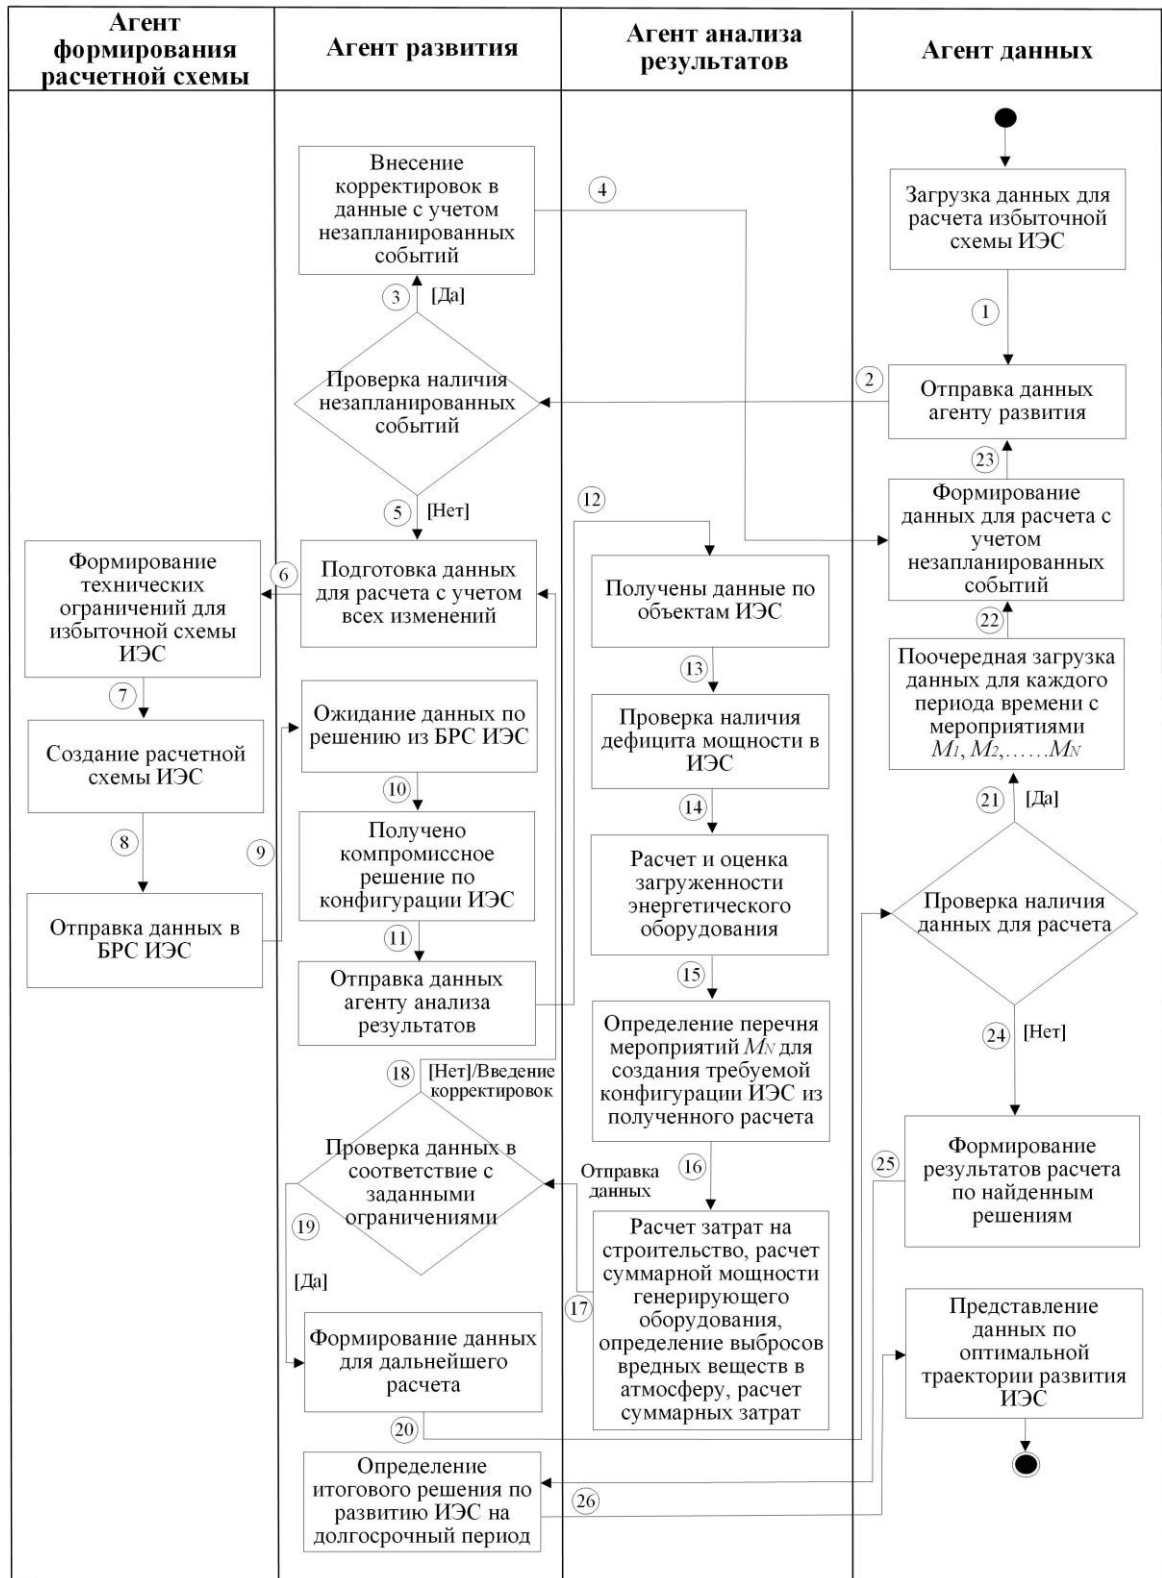 Агент
формирования
расчетной схемы
Агент развития
Агент анализа
результатов
Агент данных
Загрузка данных для
расчета избыточной
схемы ИЭС
1
Отправка данных
агенту развития
2
Проверка наличия
незапланированных
событий
3
[Да]
Внесение
корректировок в
данные с учетом
незапланированных
событий
4
5
[Нет]
Подготовка данных
для расчета с учетом
всех изменений
6
Формирование
технических
ограничений для
избыточной схемы
ИЭС
7
Создание расчетной
схемы ИЭС
8
Отправка данных в
БРС ИЭС
9
Ожидание данных по
решению из БРС ИЭС
10
Получено
компромиссное
решение по
конфигурации ИЭС
11
Отправка данных
агенту анализа
результатов
12
Получены данные по
объектам ИЭС
13
Проверка наличия
дефицита мощности в
ИЭС
14
Расчет и оценка
загруженности
энергетического
оборудования
15
Определение перечня
мероприятий MN для
создания требуемой
конфигурации ИЭС из
полученного расчета
16
Расчет затрат на
строительство, расчет
суммарной мощности
генерирующего
оборудования,
определение выбросов
вредных веществ в
атмосферу, расчет
суммарных затрат
17
Отправка
данных
Проверка данных в
соответствие с
заданными
ограничениями
18
[Нет]/Введение
корректировок
19
[Да]
Формирование данных
для дальнейшего
расчета
20
Проверка наличия
данных для расчета
21
[Да]
Поочередная загрузка
данных для каждого
периода времени с
мероприятиями
M1, M2,……MN
22
Формирование
данных для расчета с
учетом
незапланированных
событий
23
24
[Нет]
Формирование
результатов расчета
по найденным
решениям
25
Определение
итогового решения по
развитию ИЭС на
долгосрочный период
26
Представление
данных по
оптимальной
траектории развития
ИЭС